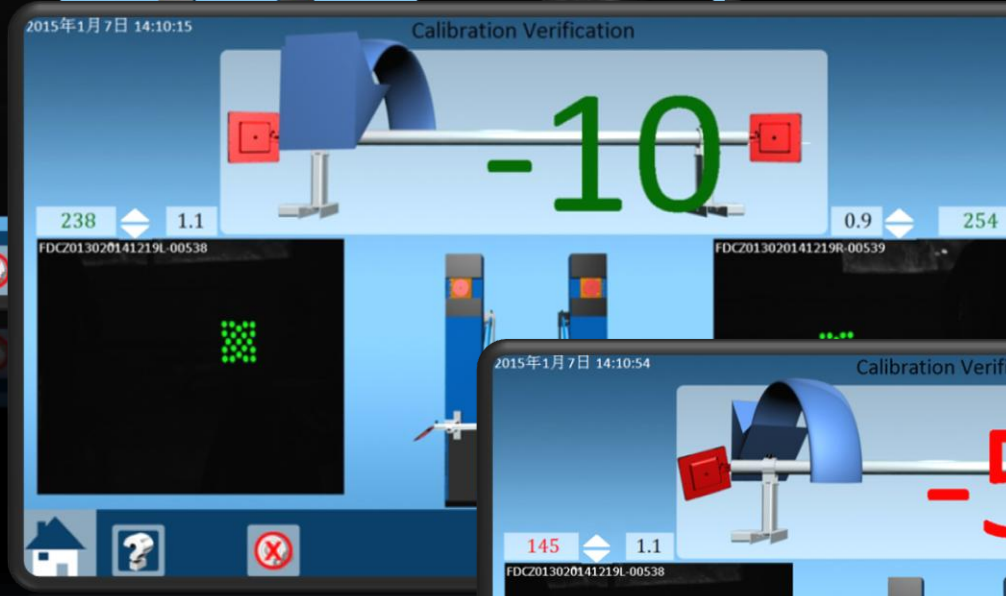 2015年1月7日 14:10:15
Calibration Verification
-10
238
1.1
0.9
254
FDCZ013020141219L-00538
FDCZ013020141219R-00539
2015年1月7日 14:10:54
Calibration Verifi
-5
145
1.1
FDCZ013020141219L-00538